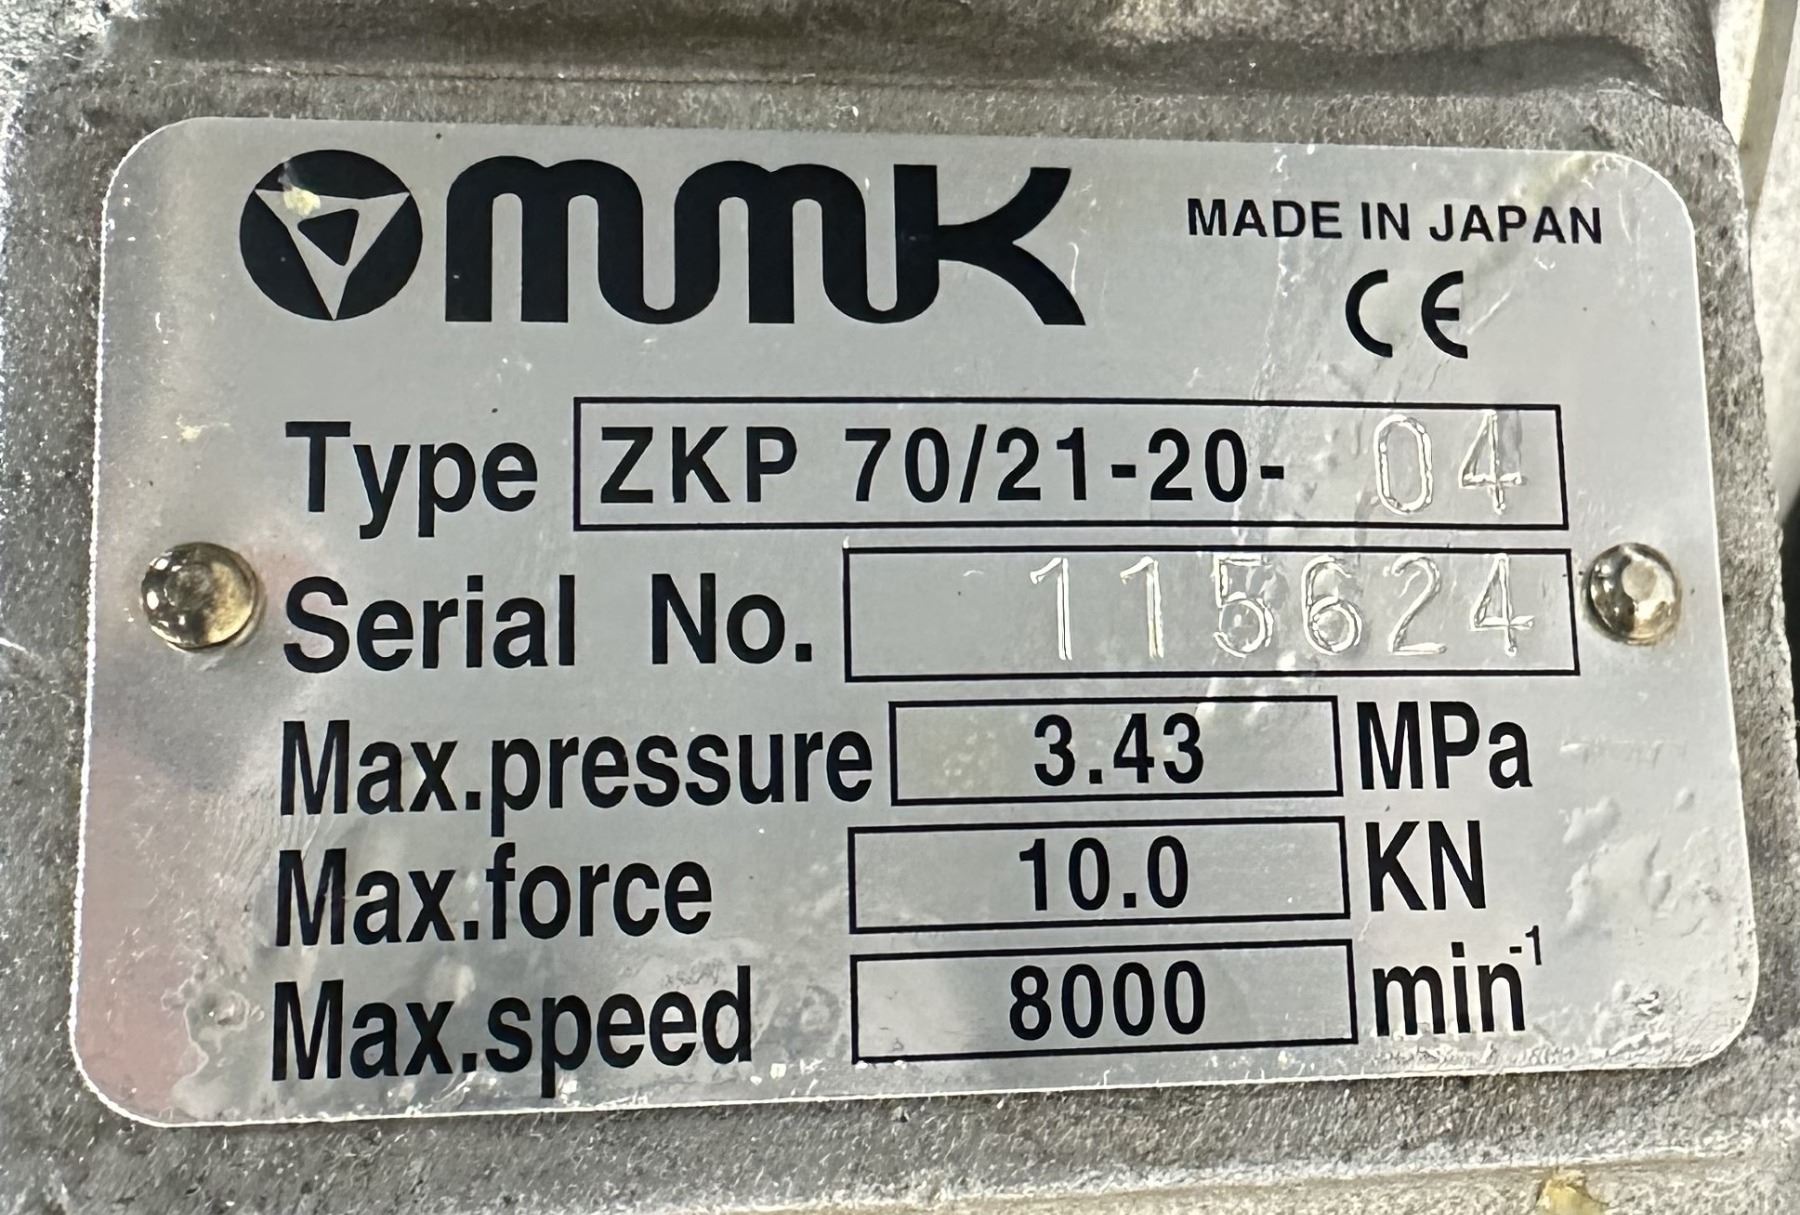 MMK
MADE IN JAPAN
CE
Type ZKP 70/21-20- 04
Serial No. 115624
Max.pressure 3.43 MPa
Max.force 10.0 KN
Max.speed 8000 min⁻¹